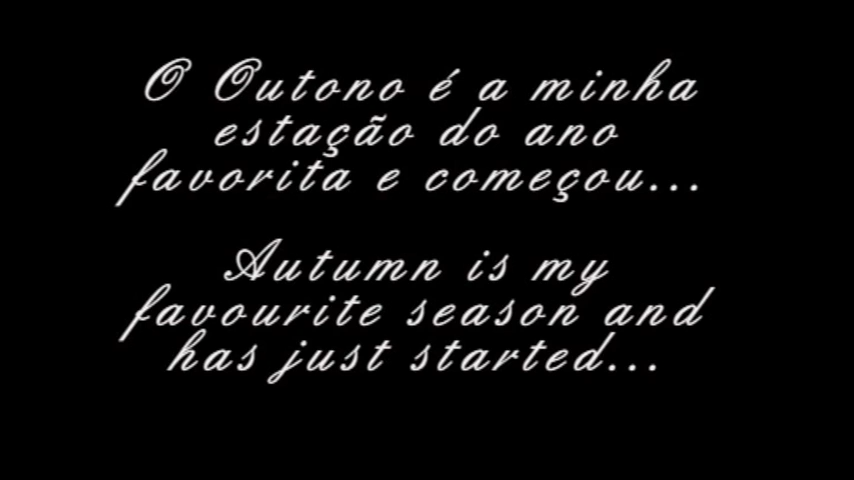 O Outono é a minha
estação do ano
favorita e começou...
Autumn is my
favourite season and
has just started...